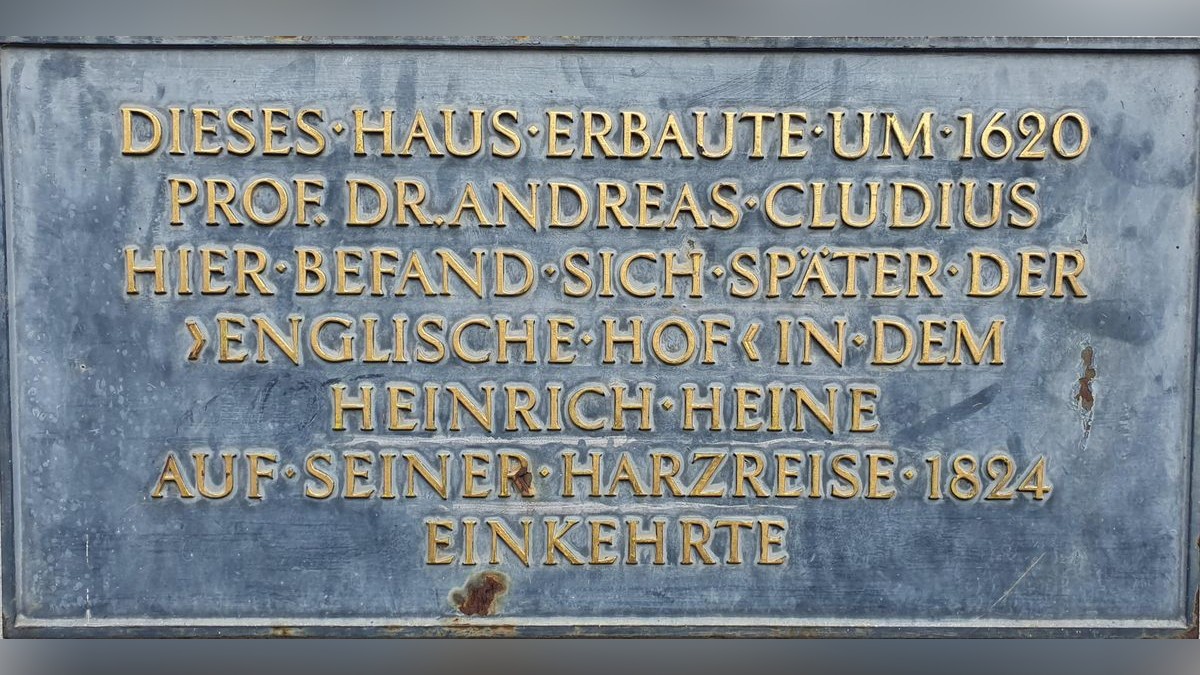 DIESES·HAUS·ERBAUTE·UM·1620
PROF. DR. ANDREAS·CLUDIUS
HIER·BEFAND·SICH·SPÄTER·DER
›ENGLISCHE·HOF‹ IN·DEM
HEINRICH·HEINE
AUF·SEINER·HARZREISE·1824
EINKEHRTE